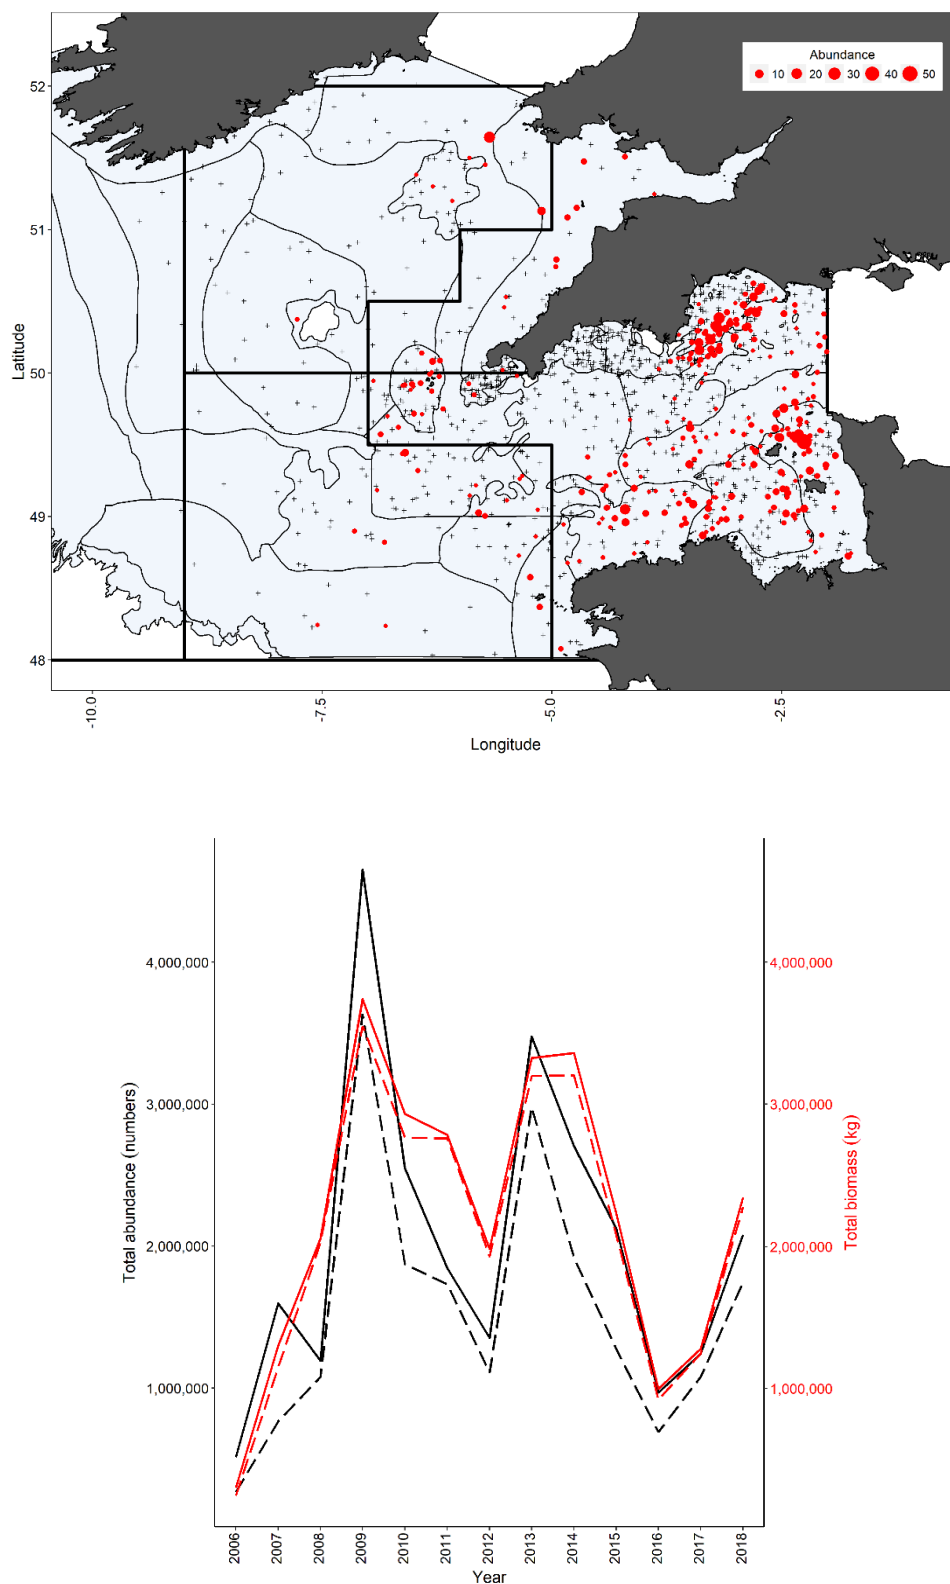 Abundance
10 20 30 40 50
52
51
50
49
48
Latitude
-10.0 -7.5 -5.0 -2.5
Longitude
4,000,000 4,000,000
3,000,000 3,000,000
2,000,000 2,000,000
1,000,000 1,000,000
Total abundance (numbers)
Total biomass (kg)
2006 2007 2008 2009 2010 2011 2012 2013 2014 2015 2016 2017 2018
Year